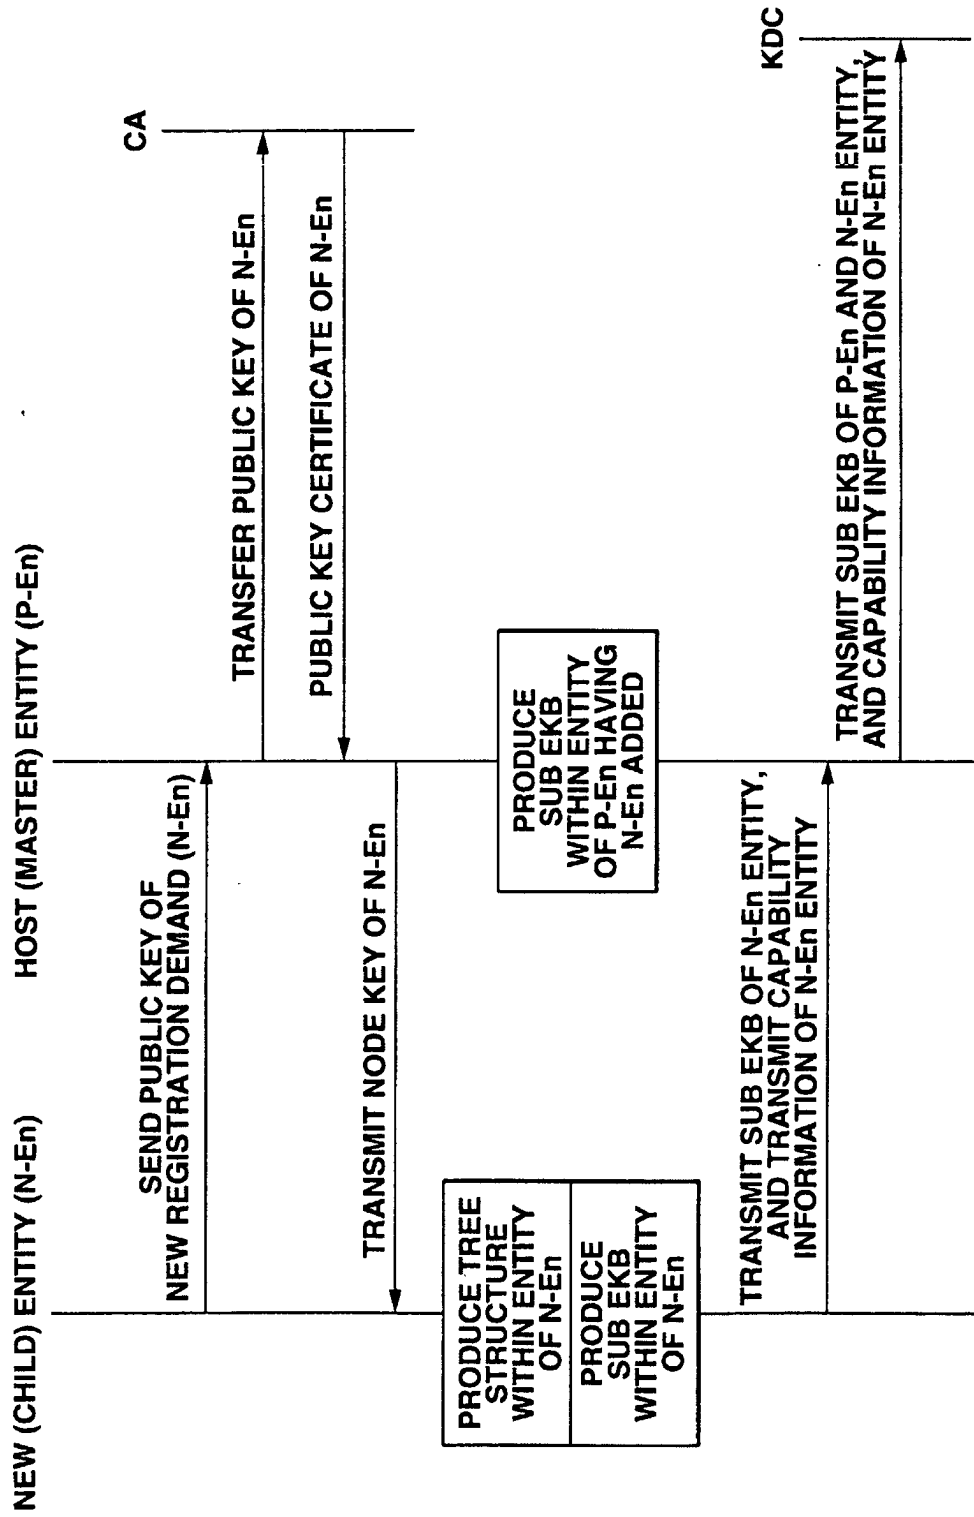 NEW (CHILD) ENTITY (N-En)
HOST (MASTER) ENTITY (P-En)
CA
KDC
SEND PUBLIC KEY OF
NEW REGISTRATION DEMAND (N-En)
TRANSFER PUBLIC KEY OF N-En
PUBLIC KEY CERTIFICATE OF N-En
TRANSMIT NODE KEY OF N-En
PRODUCE TREE
STRUCTURE
WITHIN ENTITY
OF N-En
PRODUCE
SUB EKB
WITHIN ENTITY
OF N-En
PRODUCE
SUB EKB
WITHIN ENTITY
OF P-En HAVING
N-En ADDED
TRANSMIT SUB EKB OF N-En ENTITY,
AND TRANSMIT CAPABILITY
INFORMATION OF N-En ENTITY
TRANSMIT SUB EKB OF P-En AND N-En ENTITY,
AND CAPABILITY INFORMATION OF N-En ENTITY